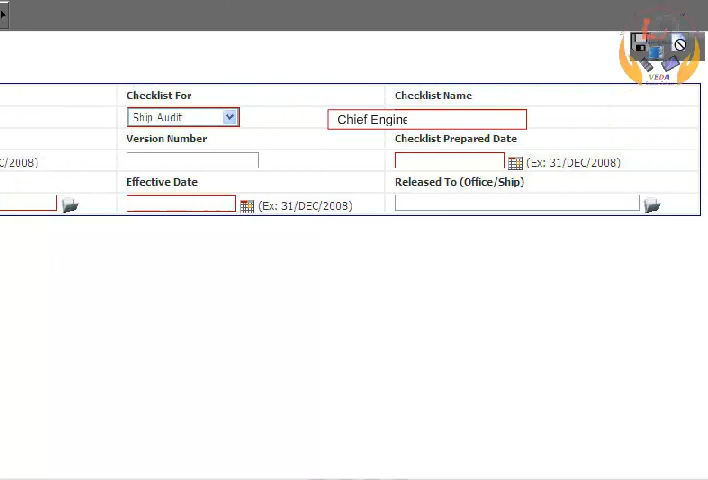 VEDA
Checklist For
Checklist Name
Ship Audit
Chief Engine
Version Number
Checklist Prepared Date
C/2008)
(Ex: 31/DEC/2008)
Effective Date
Released To (Office/Ship)
(Ex: 31/DEC/2008)